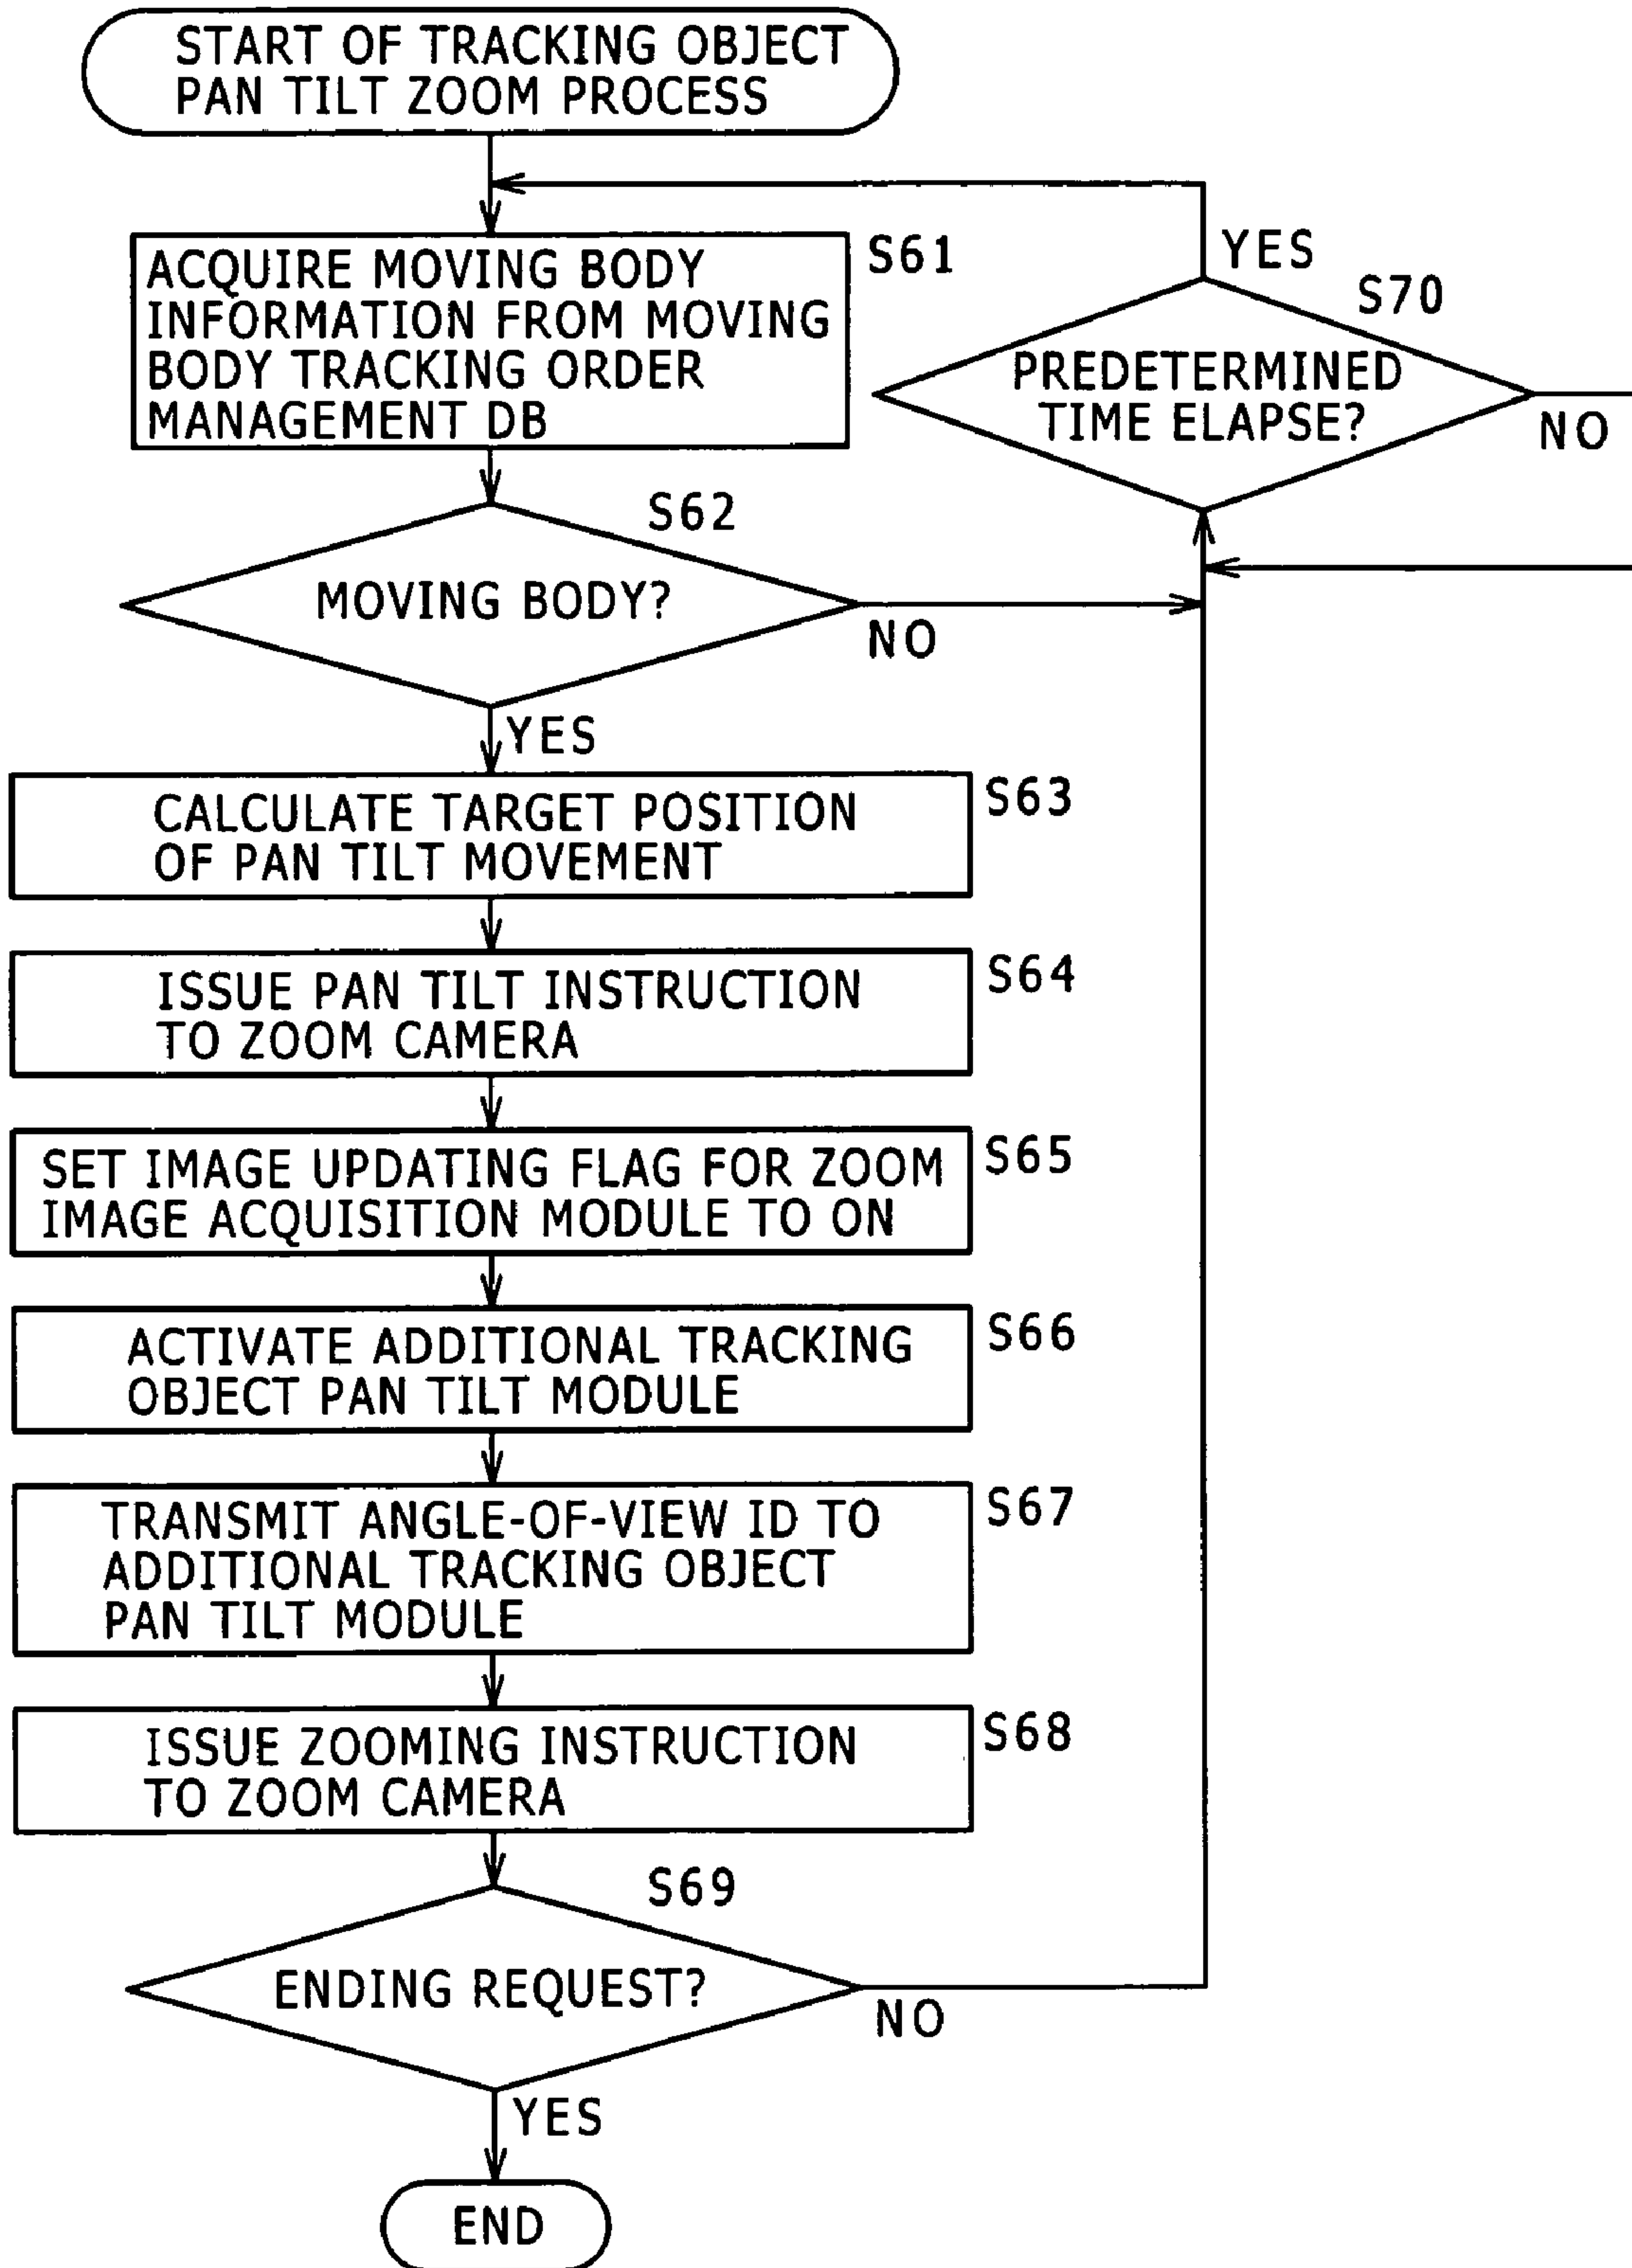 START OF TRACKING OBJECT
PAN TILT ZOOM PROCESS
ACQUIRE MOVING BODY
INFORMATION FROM MOVING
BODY TRACKING ORDER
MANAGEMENT DB
S61
YES
S70
PREDETERMINED
TIME ELAPSE?
NO
S62
MOVING BODY?
NO
YES
CALCULATE TARGET POSITION
OF PAN TILT MOVEMENT
S63
ISSUE PAN TILT INSTRUCTION
TO ZOOM CAMERA
S64
SET IMAGE UPDATING FLAG FOR ZOOM
IMAGE ACQUISITION MODULE TO ON
S65
ACTIVATE ADDITIONAL TRACKING
OBJECT PAN TILT MODULE
S66
TRANSMIT ANGLE-OF-VIEW ID TO
ADDITIONAL TRACKING OBJECT
PAN TILT MODULE
S67
ISSUE ZOOMING INSTRUCTION
TO ZOOM CAMERA
S68
S69
ENDING REQUEST?
NO
YES
END